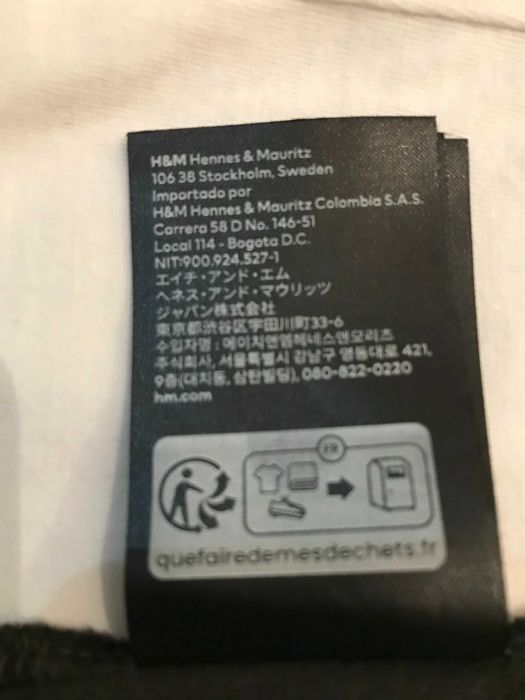 H&M Hennes & Mauritz
106 38 Stockholm, Sweden
Importado por
H&M Hennes & Mauritz Colombia S.A.S.
Carrera 58 D No. 146-51
Local 114 - Bogota D.C.
NIT:900.924.527-1
エイチ・アンド・エム
ヘネス・アンド・マウリッツ
ジャパン株式会社
東京都渋谷区宇田川町33-6
수입자명 : 에이치앤엠헤네스앤모리츠
주식회사, 서울특별시 강남구 영동대로 421,
9층(대치동, 삼탄빌딩), 080-822-0220
hm.com
FR
quefairedemesdechets.fr